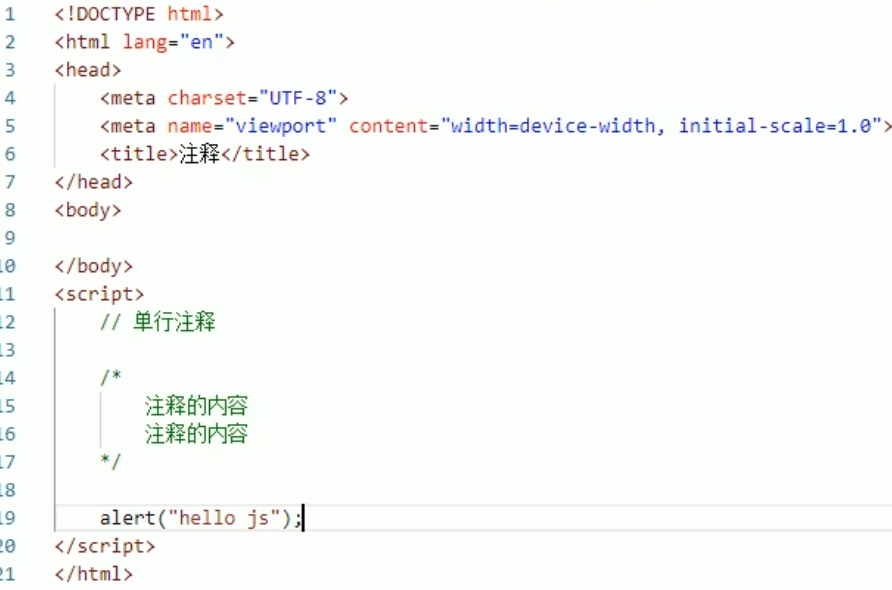 1 <!DOCTYPE html>
2 <html lang="en">
3 <head>
4 <meta charset="UTF-8">
5 <meta name="viewport" content="width=device-width, initial-scale=1.0">
6 <title>注释</title>
7 </head>
8 <body>
9
10 </body>
11 <script>
12 // 单行注释
13
14 /*
15 注释的内容
16 注释的内容
17 */
18
19 alert("hello js");
20 </script>
21 </html>